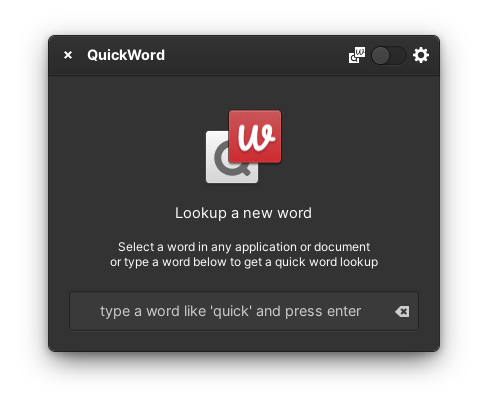 QuickWord
Lookup a new word
Select a word in any application or document
or type a word below to get a quick word lookup
type a word like 'quick' and press enter